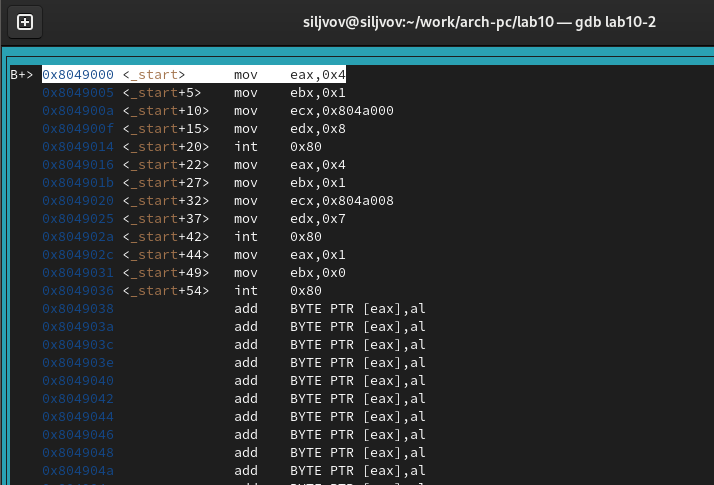 siljvov@siljvov:~/work/arch-pc/lab10 — gdb lab10-2
B+> 0x8049000 <_start> mov eax,0x4
0x8049005 <_start+5> mov ebx,0x1
0x804900a <_start+10> mov ecx,0x804a000
0x804900f <_start+15> mov edx,0x8
0x8049014 <_start+20> int 0x80
0x8049016 <_start+22> mov eax,0x4
0x804901b <_start+27> mov ebx,0x1
0x8049020 <_start+32> mov ecx,0x804a008
0x8049025 <_start+37> mov edx,0x7
0x804902a <_start+42> int 0x80
0x804902c <_start+44> mov eax,0x1
0x8049031 <_start+49> mov ebx,0x0
0x8049036 <_start+54> int 0x80
0x8049038 add BYTE PTR [eax],al
0x804903a add BYTE PTR [eax],al
0x804903c add BYTE PTR [eax],al
0x804903e add BYTE PTR [eax],al
0x8049040 add BYTE PTR [eax],al
0x8049042 add BYTE PTR [eax],al
0x8049044 add BYTE PTR [eax],al
0x8049046 add BYTE PTR [eax],al
0x8049048 add BYTE PTR [eax],al
0x804904a add BYTE PTR [eax],al